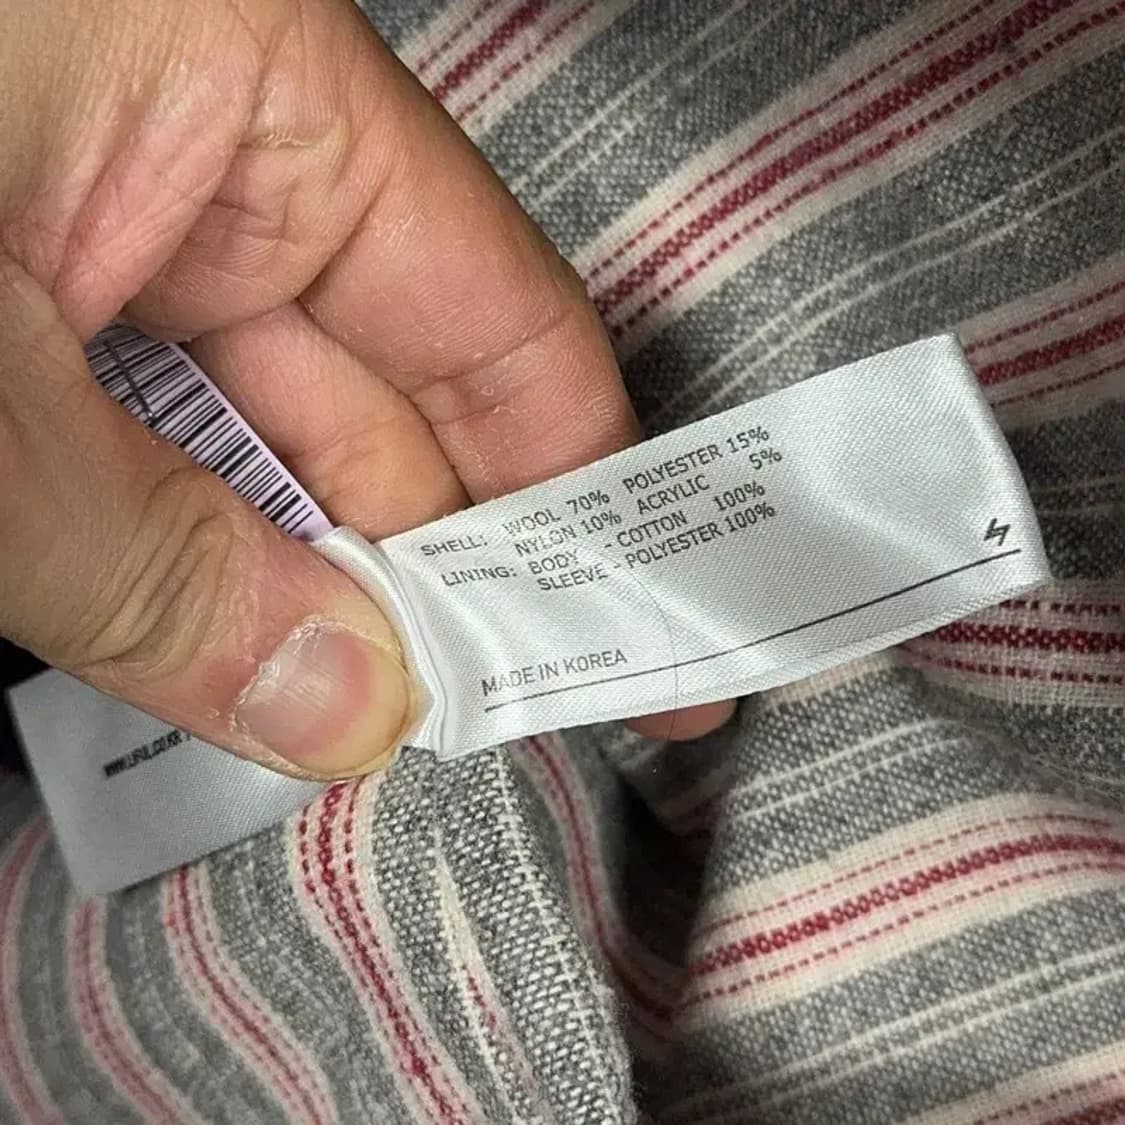 SHELL: WOOL 70% POLYESTER 15%
NYLON 10% ACRYLIC 5%
LINING: BODY - COTTON 100%
SLEEVE - POLYESTER 100%
MADE IN KOREA